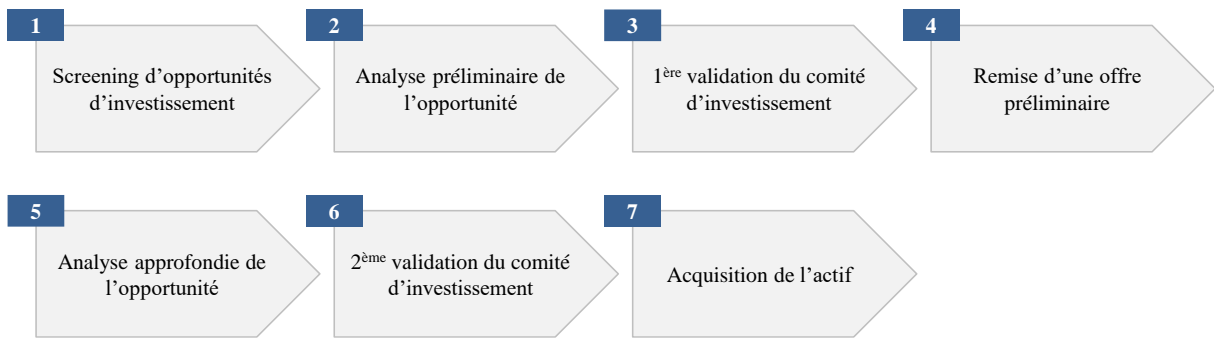 1
Screening d’opportunités
d’investissement
2
Analyse préliminaire de
l’opportunité
3
1ère validation du comité
d’investissement
4
Remise d’une offre
préliminaire
5
Analyse approfondie de
l’opportunité
6
2ème validation du comité
d’investissement
7
Acquisition de l’actif